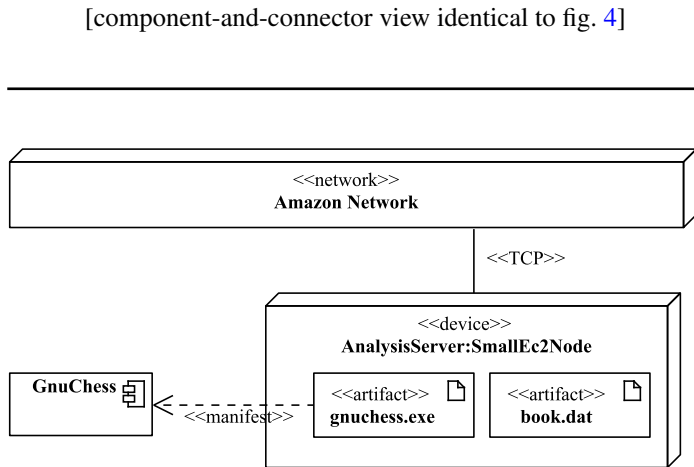 [component-and-connector view identical to fig. 4]
<<network>>
Amazon Network
<<TCP>>
<<device>>
AnalysisServer:SmallEc2Node
GnuChess
<<manifest>>
<<artifact>>
gnuchess.exe
<<artifact>>
book.dat